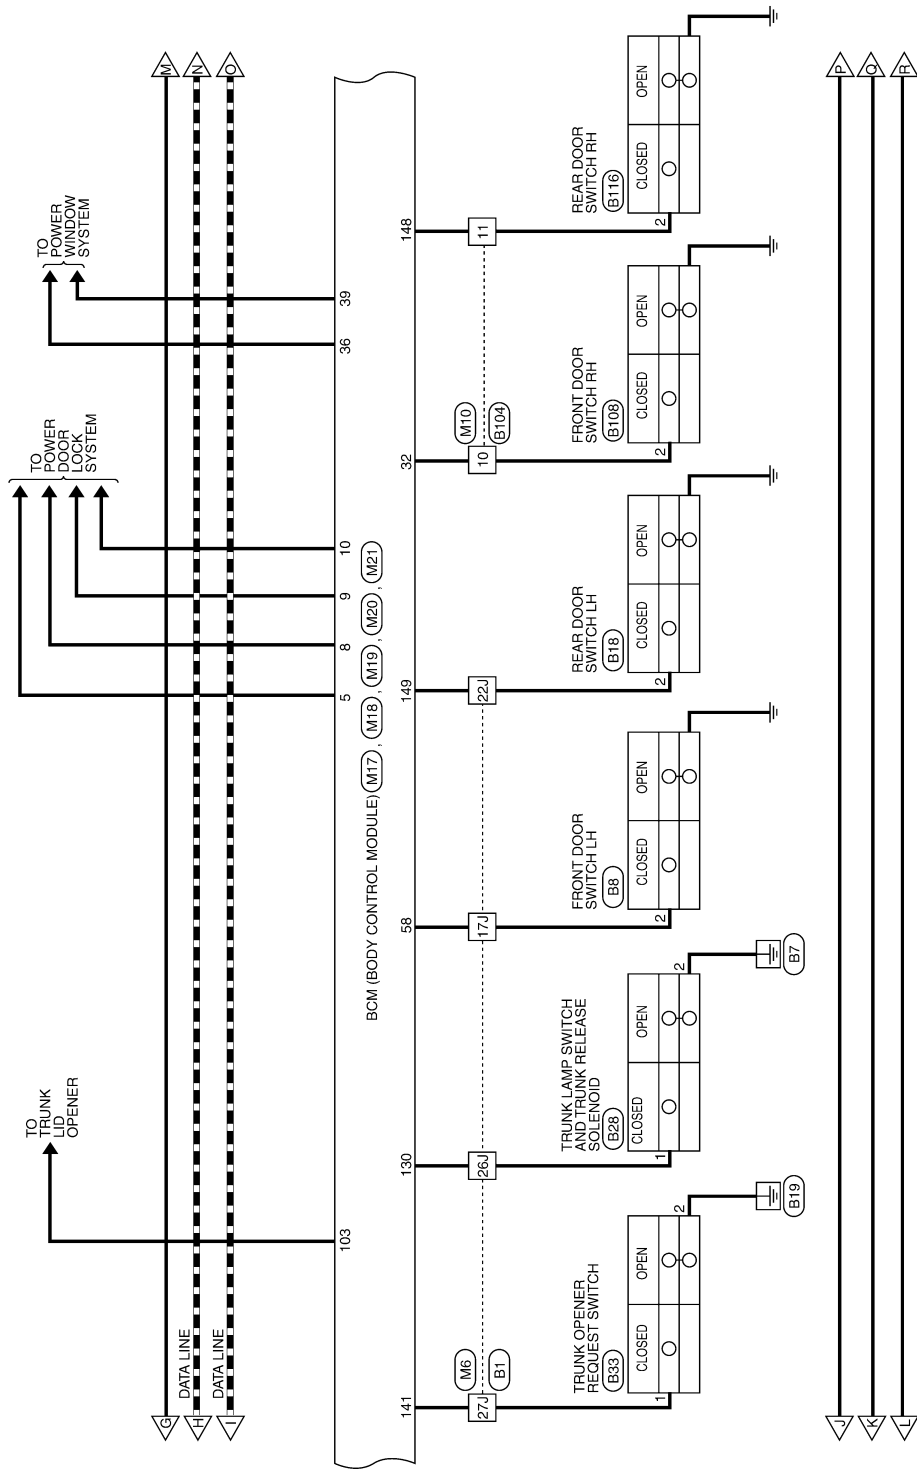 G
DATA LINE
H
DATA LINE
I
M
N
O
TO
TRUNK
LID
OPENER
TO
POWER
DOOR
LOCK
SYSTEM
TO
POWER
WINDOW
SYSTEM
103
5
8
9
10
36
39
BCM (BODY CONTROL MODULE) M17 , M18 , M19 , M20 , M21
141
130
58
149
32
148
M6
27J
B1
26J
17J
22J
M10
10
B104
11
TRUNK OPENER
REQUEST SWITCH
B33
CLOSED
OPEN
1
2
B19
TRUNK LAMP SWITCH
AND TRUNK RELEASE
SOLENOID
B28
CLOSED
OPEN
1
2
B7
FRONT DOOR
SWITCH LH
B8
CLOSED
OPEN
2
REAR DOOR
SWITCH LH
B18
CLOSED
OPEN
2
FRONT DOOR
SWITCH RH
B108
CLOSED
OPEN
2
REAR DOOR
SWITCH RH
B116
CLOSED
OPEN
2
J
K
L
P
Q
R